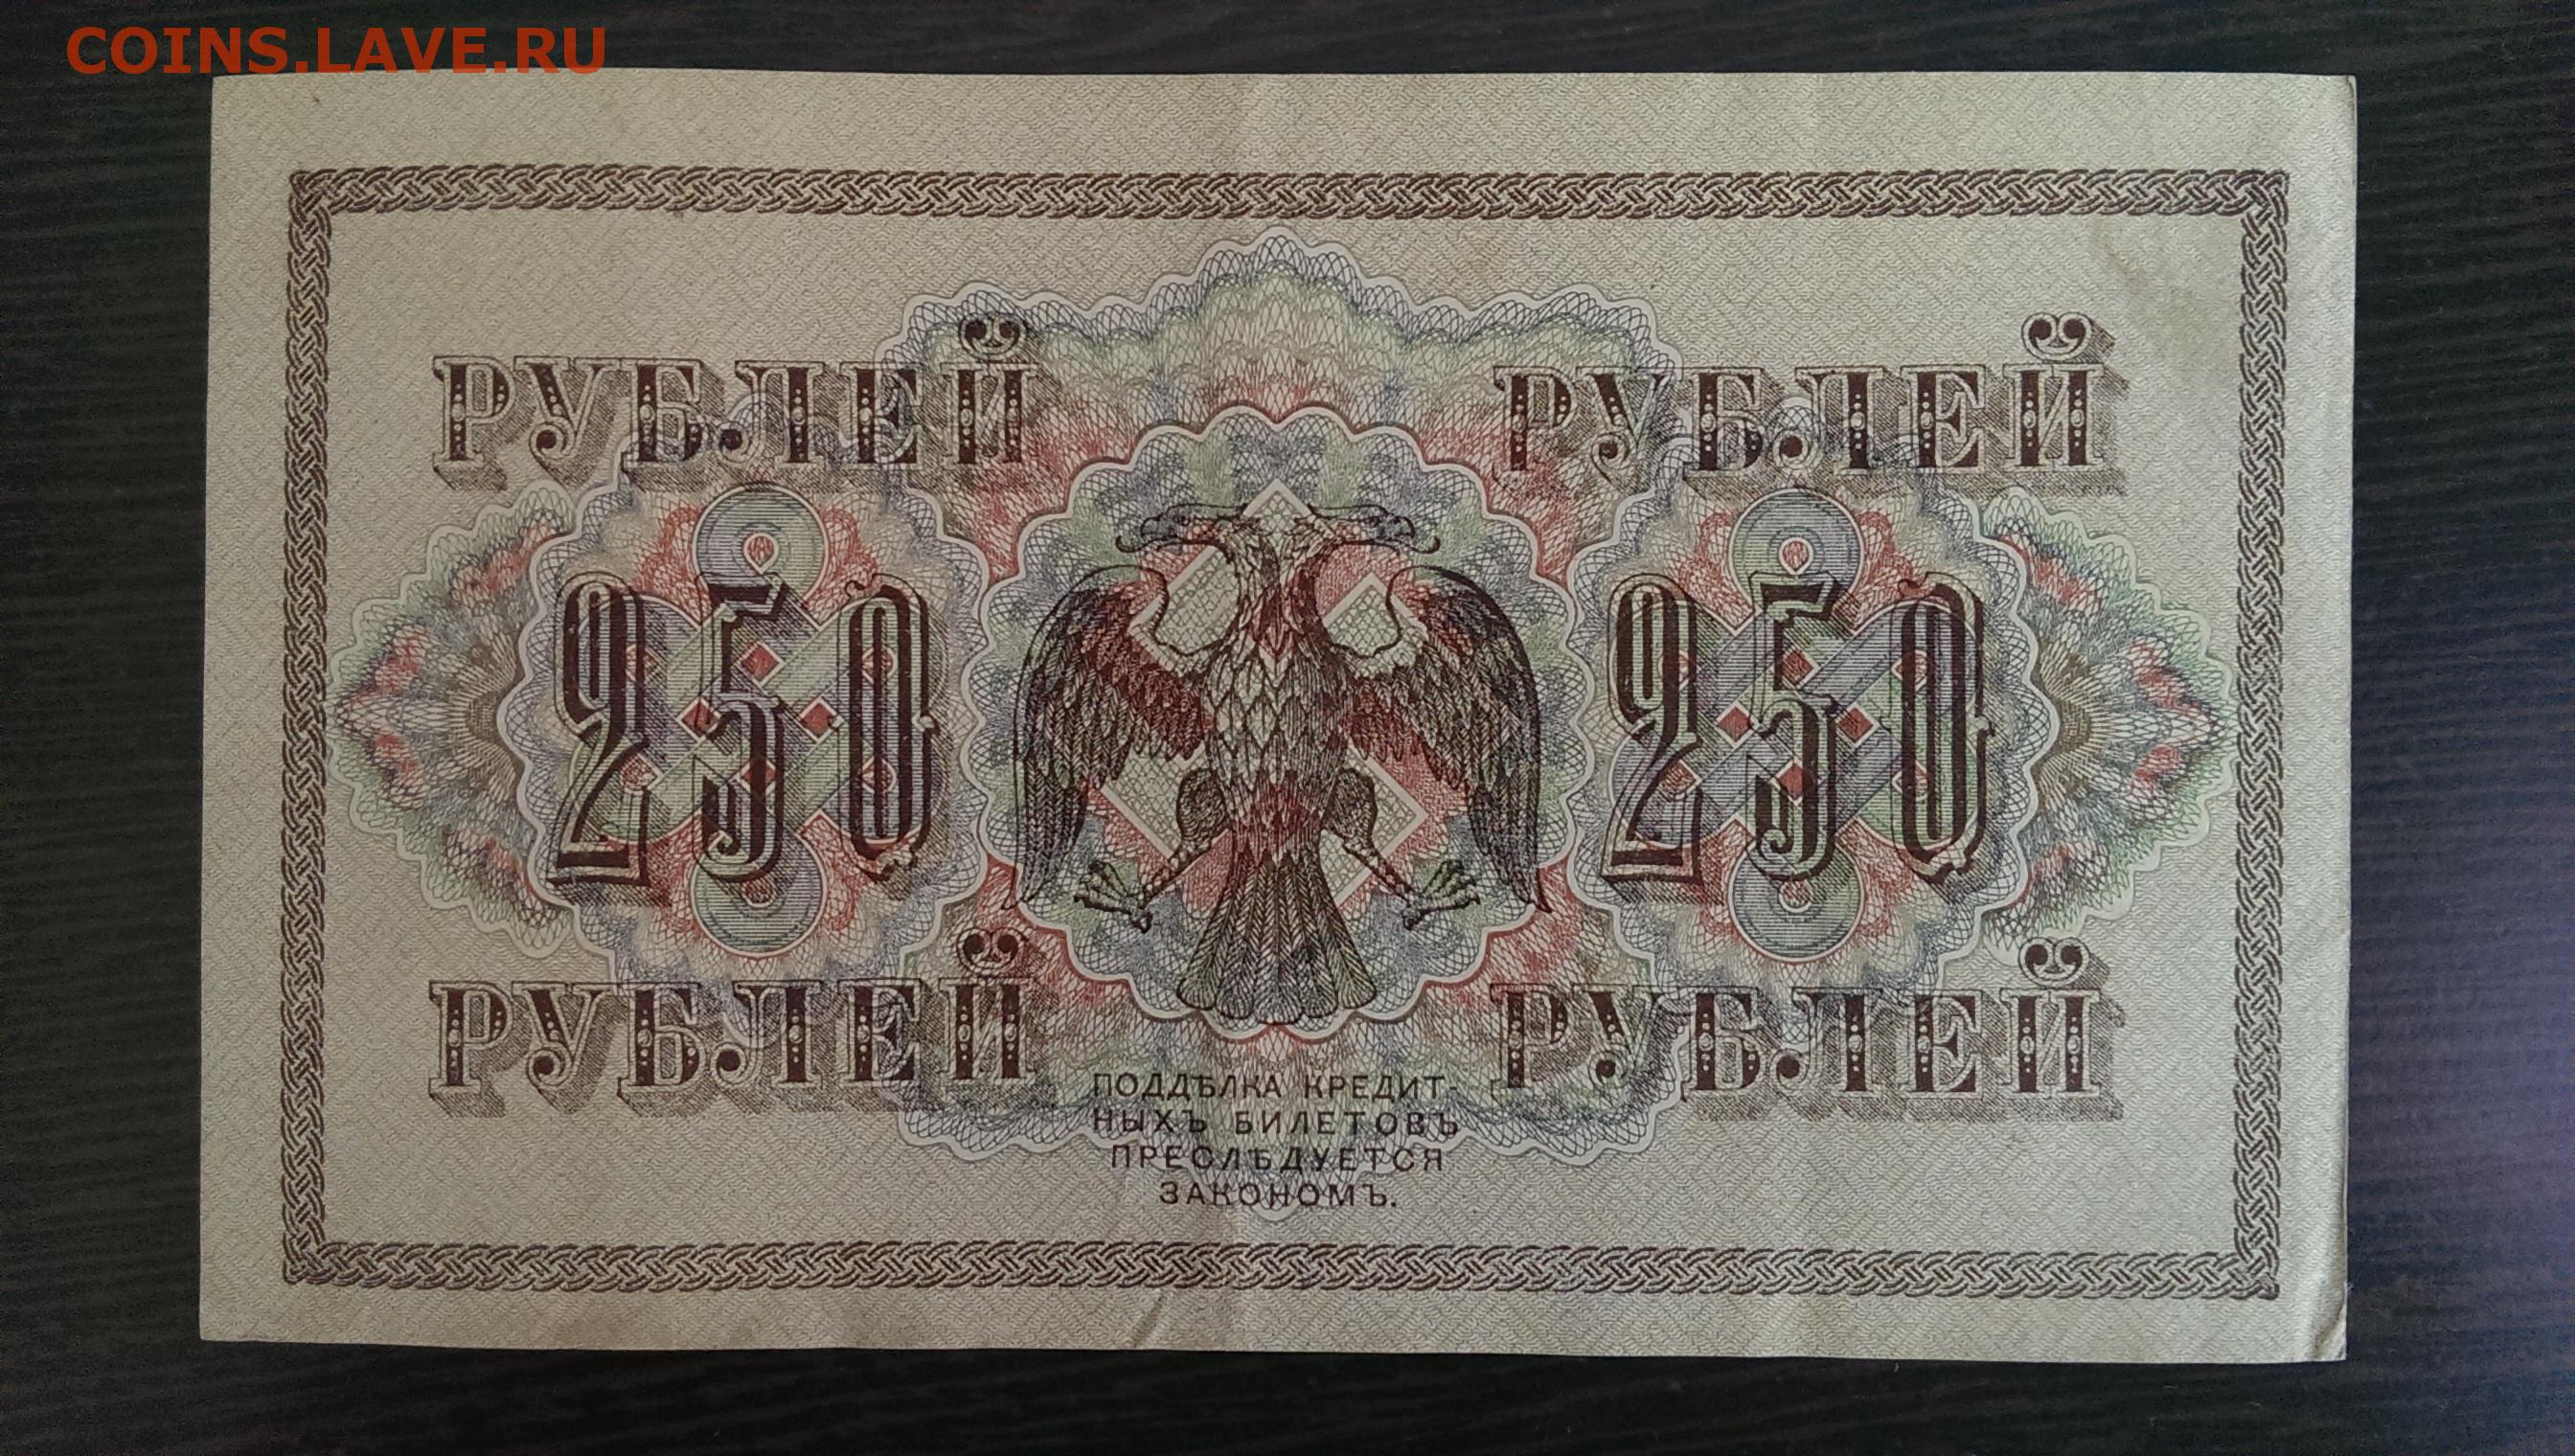 COINS.LAVE.RU
РУБЛЕЙ РУБЛЕЙ
250 250
РУБЛЕЙ РУБЛЕЙ
ПОДДѢЛКА КРЕДИТ-
НЫХЪ БИЛЕТОВЪ
ПРЕСЛѢДУЕТСЯ
ЗАКОНОМЪ.